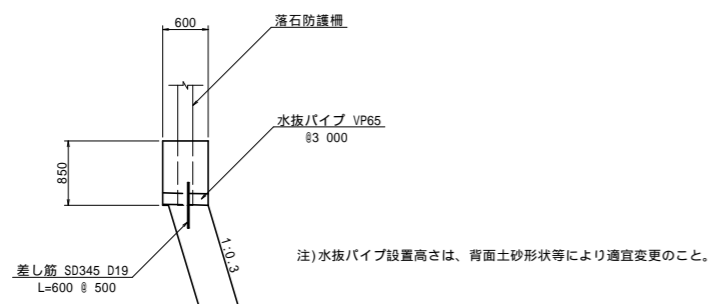 600
落石防護柵
水抜パイプ VP65
@3 000
850
1:0.3
差し筋 SD345 D19
L=600 @ 500
注)水抜パイプ設置高さは、背面土砂形状等により適宜変更のこと。